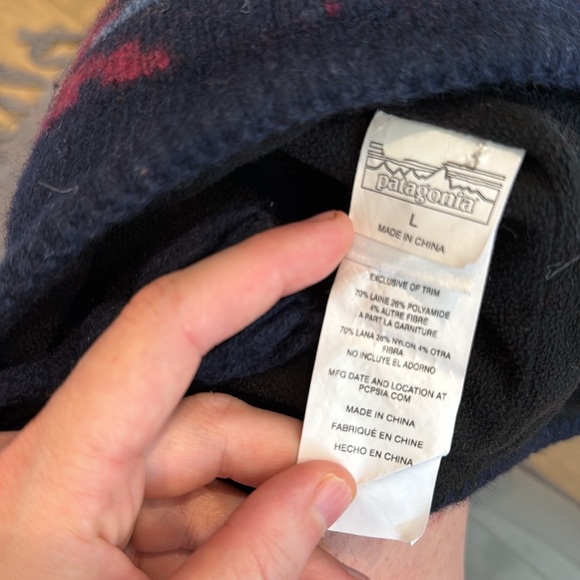 patagonia
L
MADE IN CHINA
EXCLUSIVE OF TRIM
70% LAINE 26% POLYAMIDE
4% AUTRE FIBRE
A PART LA GARNITURE
70% LANA 26% NYLON 4% OTRA
FIBRA
NO INCLUYE EL ADORNO
MFG DATE AND LOCATION AT
PCPSIA.COM
MADE IN CHINA
FABRIQUÉ EN CHINE
HECHO EN CHINA